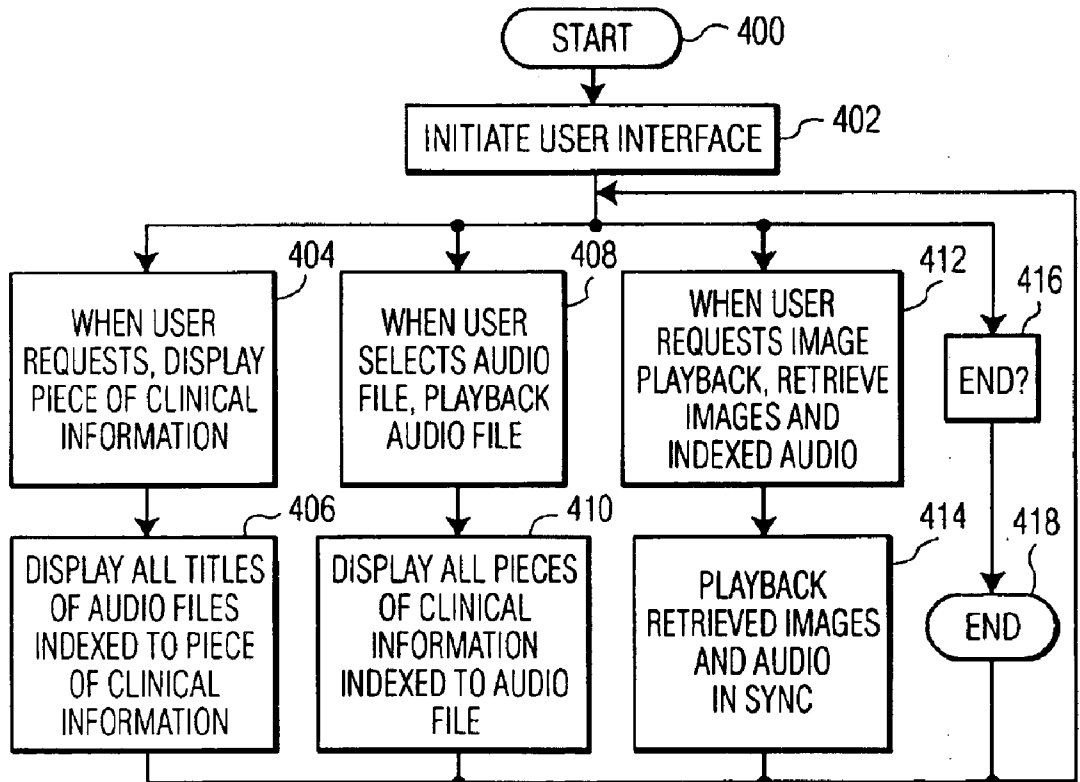 START
400
INITIATE USER INTERFACE
402
404
WHEN USER
REQUESTS, DISPLAY
PIECE OF CLINICAL
INFORMATION
406
DISPLAY ALL TITLES
OF AUDIO FILES
INDEXED TO PIECE
OF CLINICAL
INFORMATION
408
WHEN USER
SELECTS AUDIO
FILE, PLAYBACK
AUDIO FILE
410
DISPLAY ALL PIECES
OF CLINICAL
INFORMATION
INDEXED TO AUDIO
FILE
412
WHEN USER
REQUESTS IMAGE
PLAYBACK, RETRIEVE
IMAGES AND
INDEXED AUDIO
414
PLAYBACK
RETRIEVED IMAGES
AND AUDIO
IN SYNC
416
END?
418
END